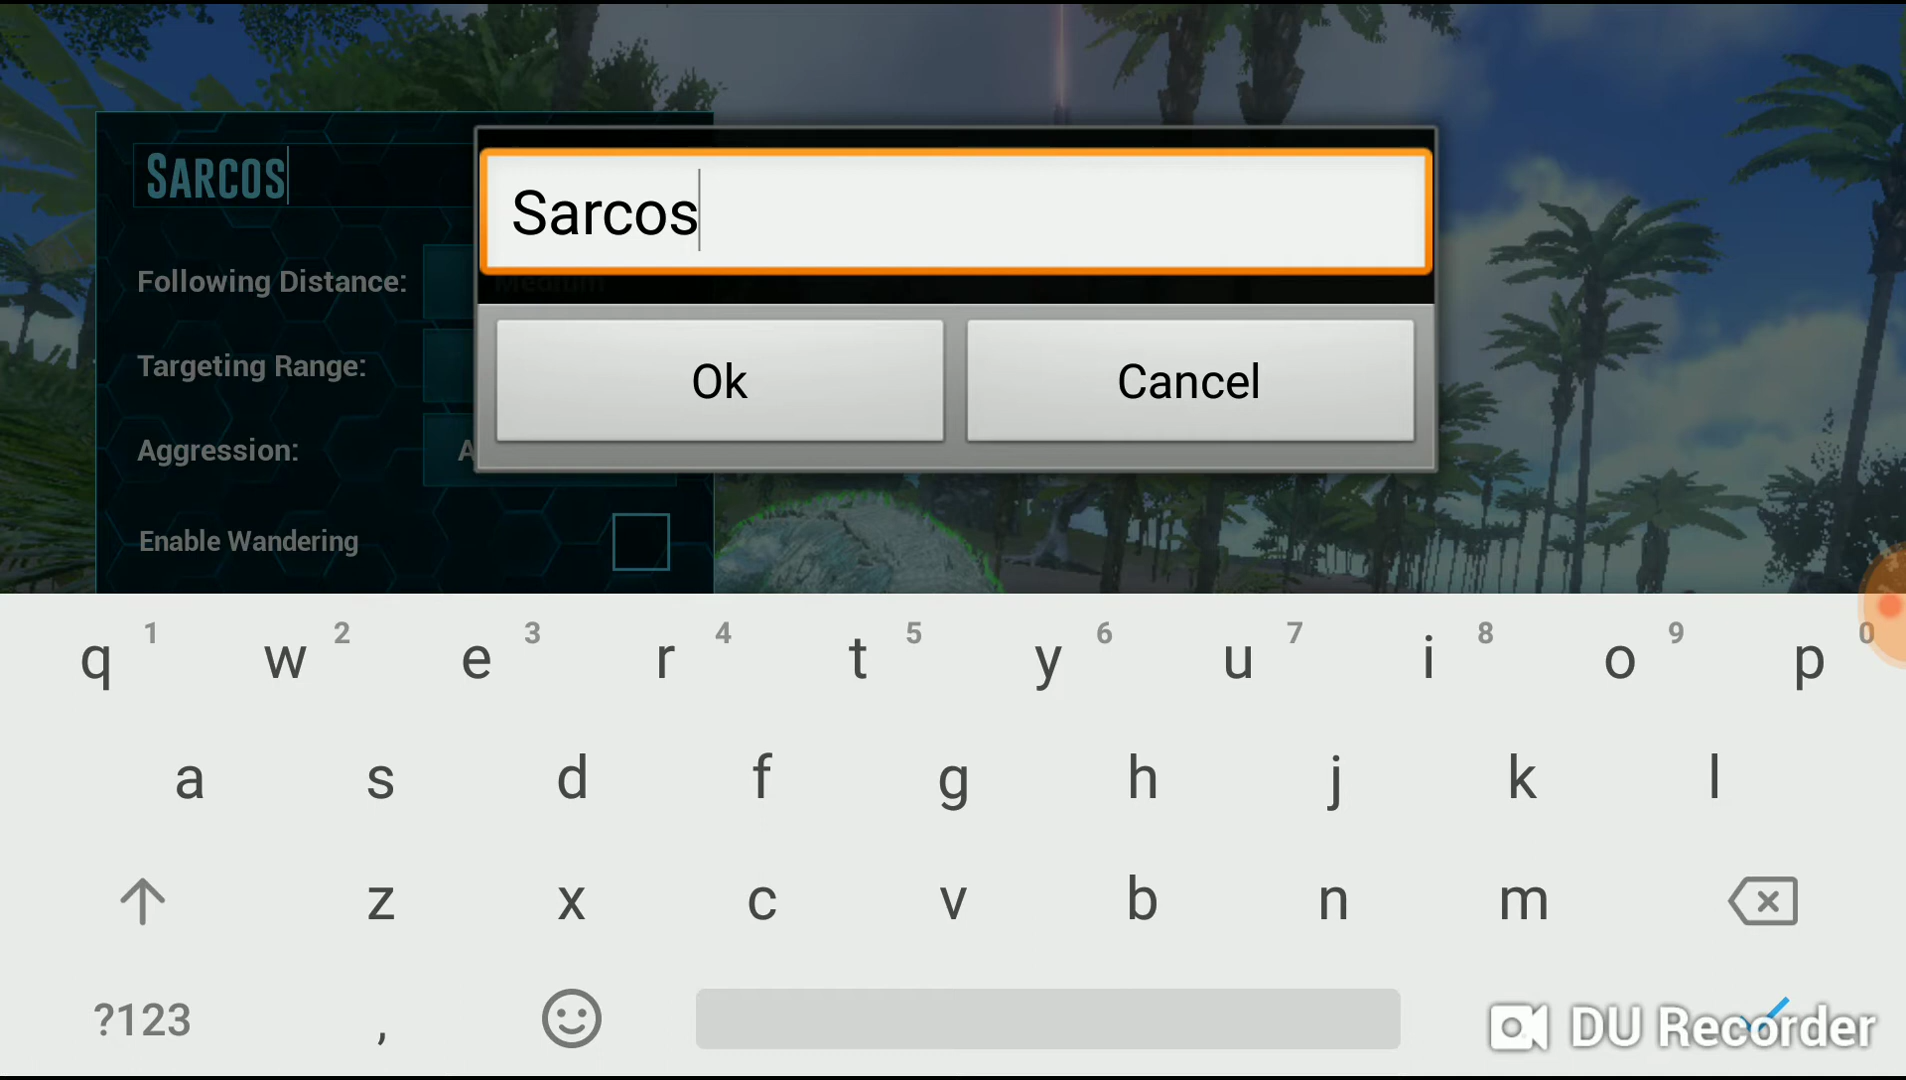 SARCOS
Sarcos
Following Distance:
Medium
Ok
Cancel
Targeting Range:
Aggression:
A
Enable Wandering
1 2 3 4 5 6 7 8 9 0
q w e r t y u i o p
a s d f g h j k l
z x c v b n m
?123 ,
DU Recorder